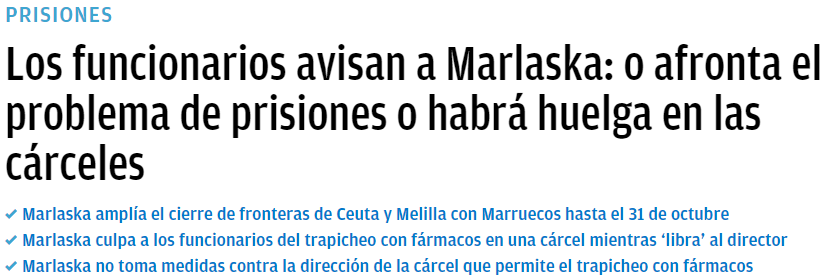 PRISIONES
Los funcionarios avisan a Marlaska: o afronta el
problema de prisiones o habrá huelga en las
cárceles
Marlaska amplía el cierre de fronteras de Ceuta y Melilla con Marruecos hasta el 31 de octubre
Marlaska culpa a los funcionarios del trapicheo con fármacos en una cárcel mientras ‘libra’ al director
Marlaska no toma medidas contra la dirección de la cárcel que permite el trapicheo con fármacos